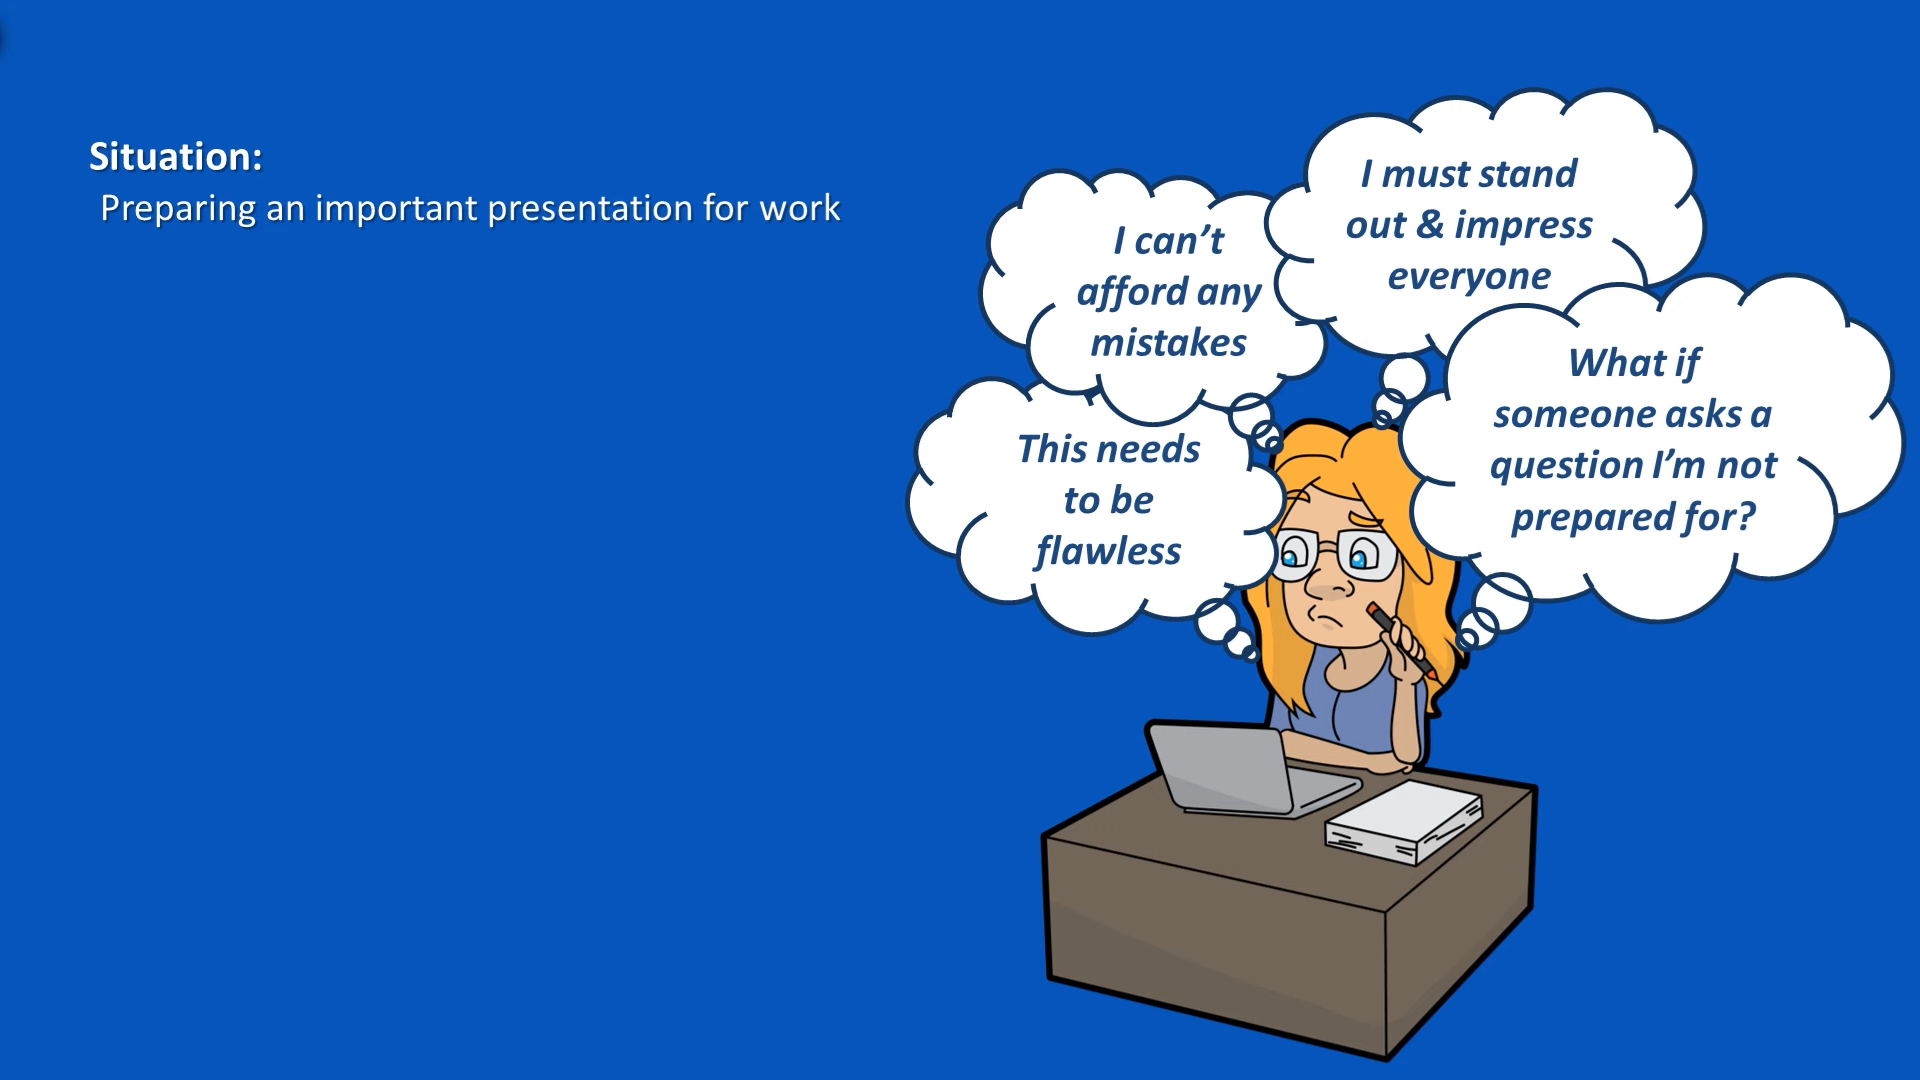 Situation:
Preparing an important presentation for work
I can’t
afford any
mistakes
I must stand
out & impress
everyone
This needs
to be
flawless
What if
someone asks a
question I’m not
prepared for?